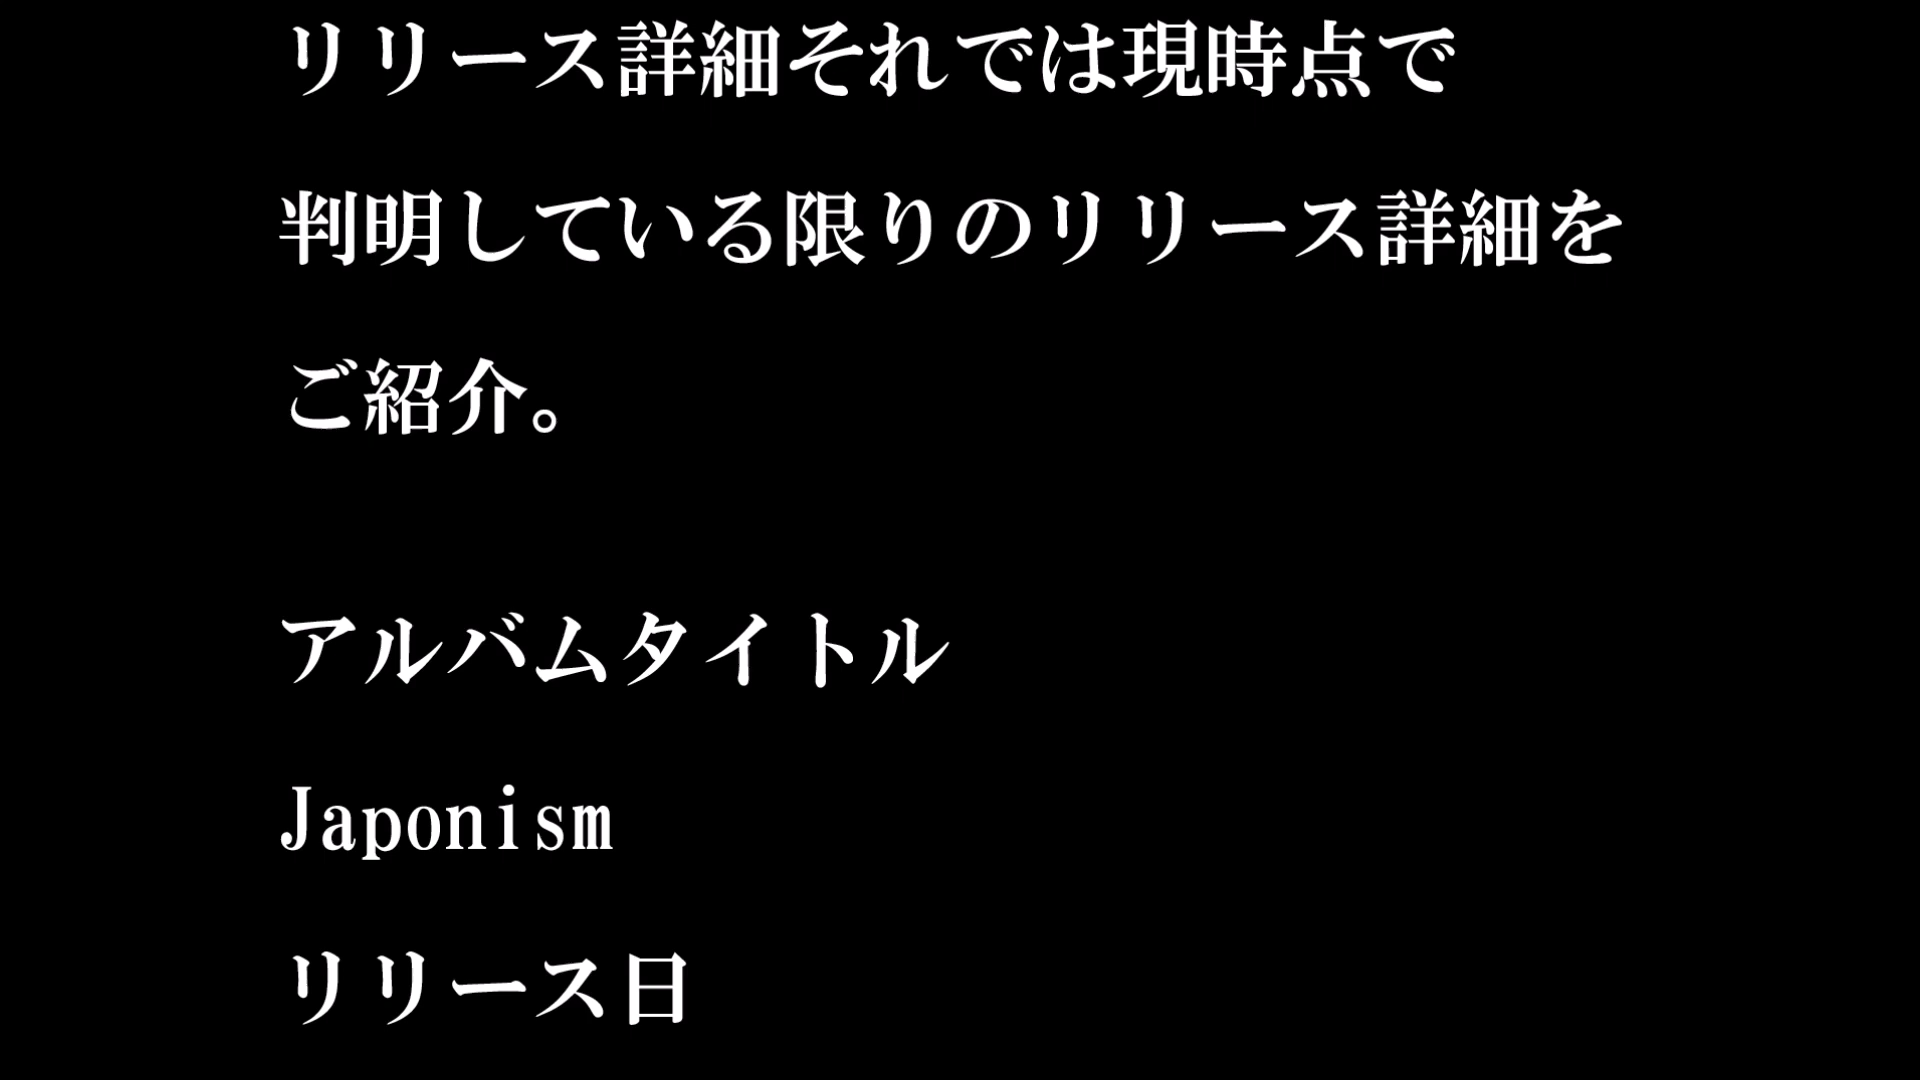 リリース詳細それでは現時点で
判明している限りのリリース詳細を
ご紹介。
アルバムタイトル
Japonism
リリース日